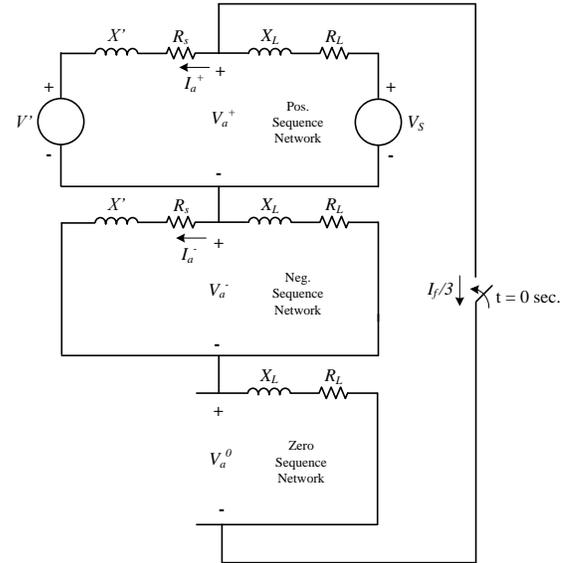 X' Rs XL RL
Ia+
+
+
+
V'
Va+
Pos.
Sequence
Network
VS
-
-
-
X' Rs XL RL
Ia-
+
Va-
Neg.
Sequence
Network
-
If/3
t = 0 sec.
XL RL
+
Va0
Zero
Sequence
Network
-